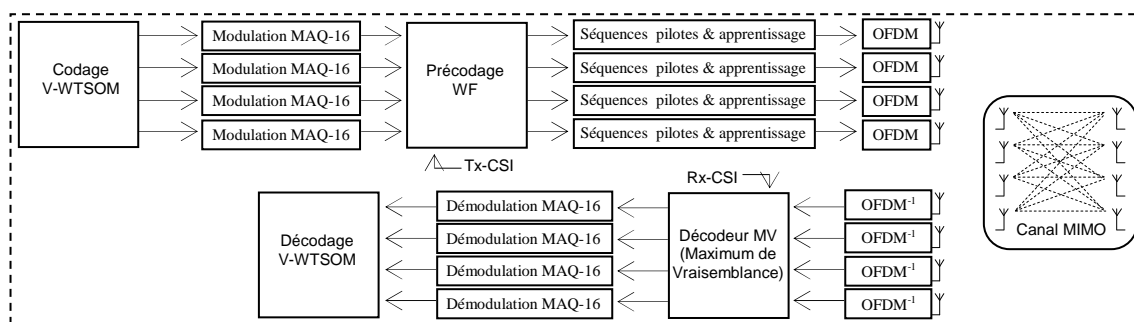 Codage
V-WTSOM
Modulation MAQ-16
Modulation MAQ-16
Modulation MAQ-16
Modulation MAQ-16
Précodage
WF
Séquences pilotes & apprentissage
Séquences pilotes & apprentissage
Séquences pilotes & apprentissage
Séquences pilotes & apprentissage
OFDM
OFDM
OFDM
OFDM
Tx-CSI
Rx-CSI
Canal MIMO
Décodage
V-WTSOM
Démodulation MAQ-16
Démodulation MAQ-16
Démodulation MAQ-16
Démodulation MAQ-16
Décodeur MV
(Maximum de
Vraisemblance)
OFDM-1
OFDM-1
OFDM-1
OFDM-1